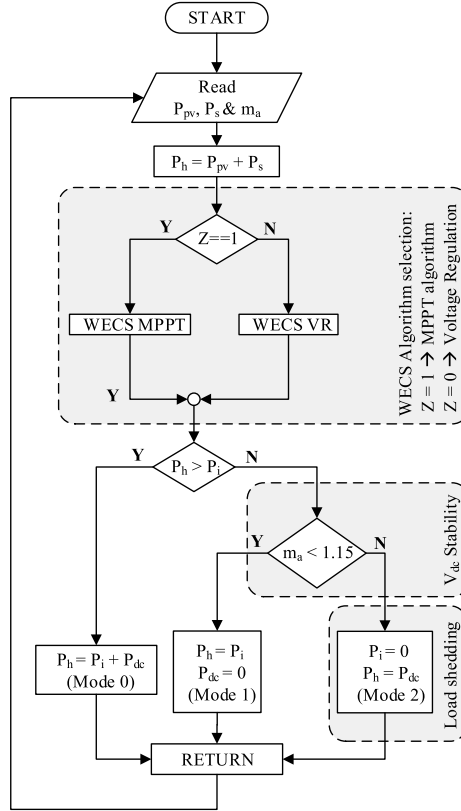 START
Read
P_pv, P_s & m_a
P_h = P_pv + P_s
Y
N
Z==1
WECS MPPT
WECS VR
Y
WECS Algorithm selection:
Z = 1 → MPPT algorithm
Z = 0 → Voltage Regulation
Y
N
P_h > P_i
Y
N
m_a < 1.15
V_dc Stability
P_h = P_i + P_dc
(Mode 0)
P_h = P_i
P_dc = 0
(Mode 1)
P_i = 0
P_h = P_dc
(Mode 2)
Load shedding
RETURN